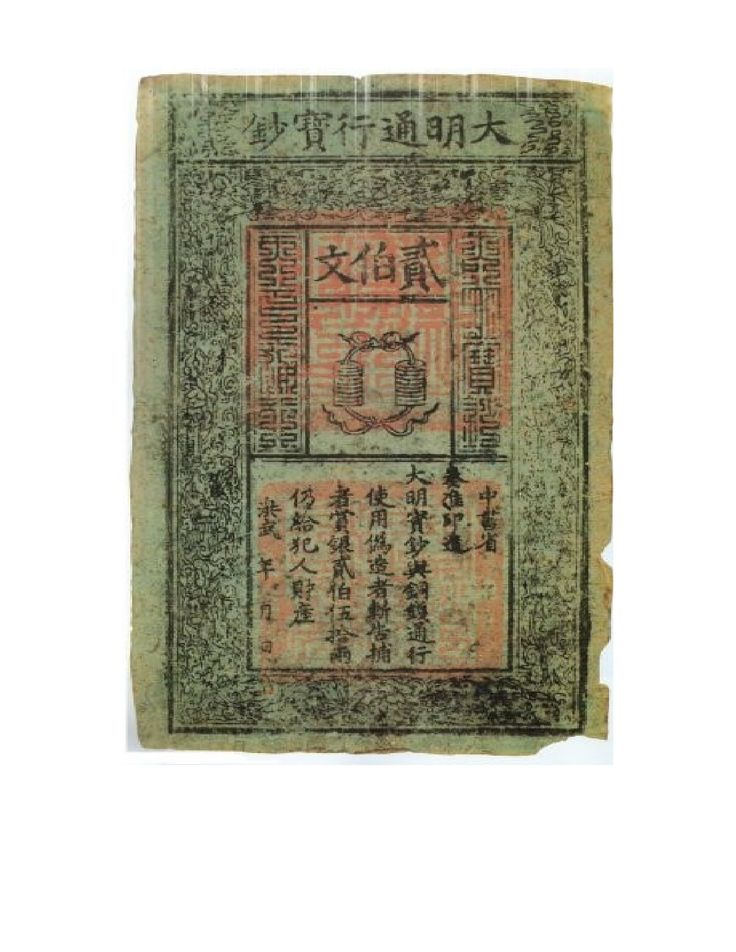 大明通行寶鈔
貳伯文
中書省
奏准印造
大明寶鈔與銅錢通行
使用偽造者斬告捕
者賞銀貳伯伍拾兩
仍給犯人財產
洪武 年 月 日